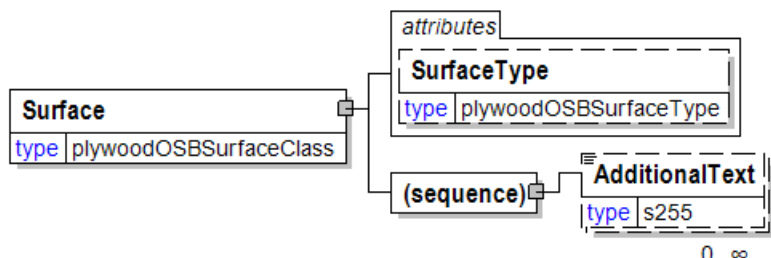 attributes
SurfaceType
type plywoodOSBSurfaceType
Surface
type plywoodOSBSurfaceClass
(sequence)
AdditionalText
type s255
0 ∞